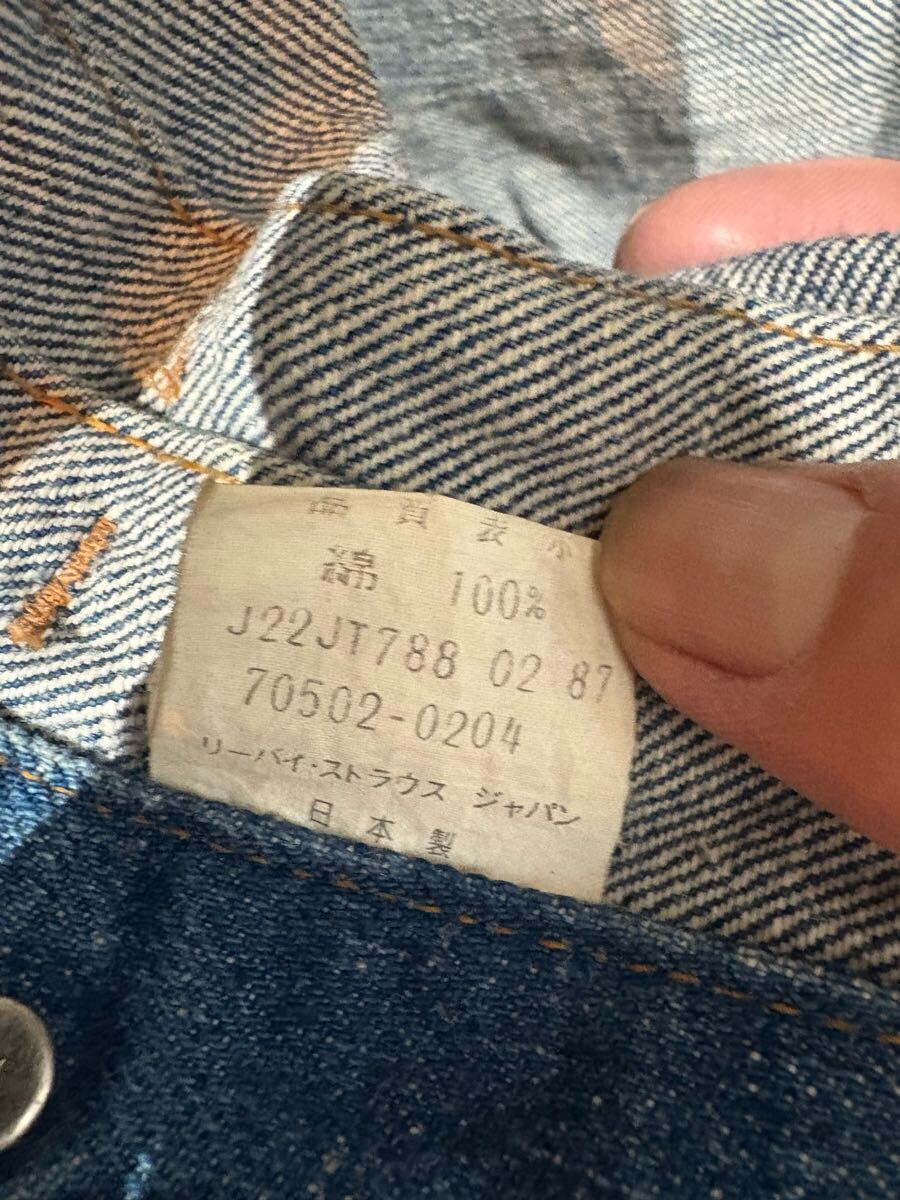 品質表示
綿 100%
J22JT788 02 87
70502-0204
リーバイ・ストラウス ジャパン
日本製